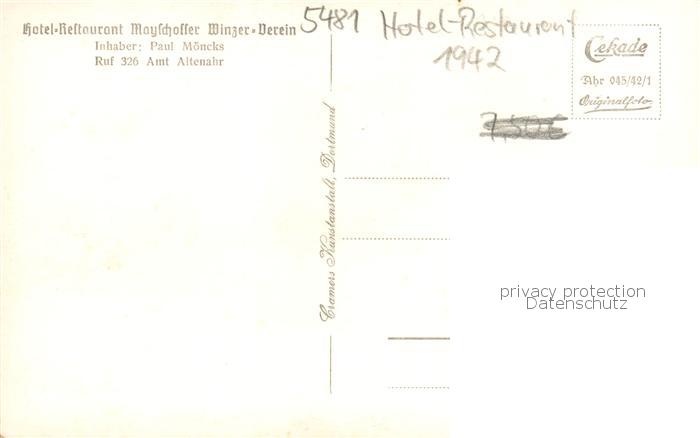 Hotel-Restaurant Mayschosser Winzer-Verein
Inhaber: Paul Möncks
Ruf 326 Amt Altenahr
5481 Hotel-Restaurant
1942
Cekade
Ahr 045/42/1
Originalfoto
Cramers Kunstanstalt, Dortmund
privacy protection
Datenschutz